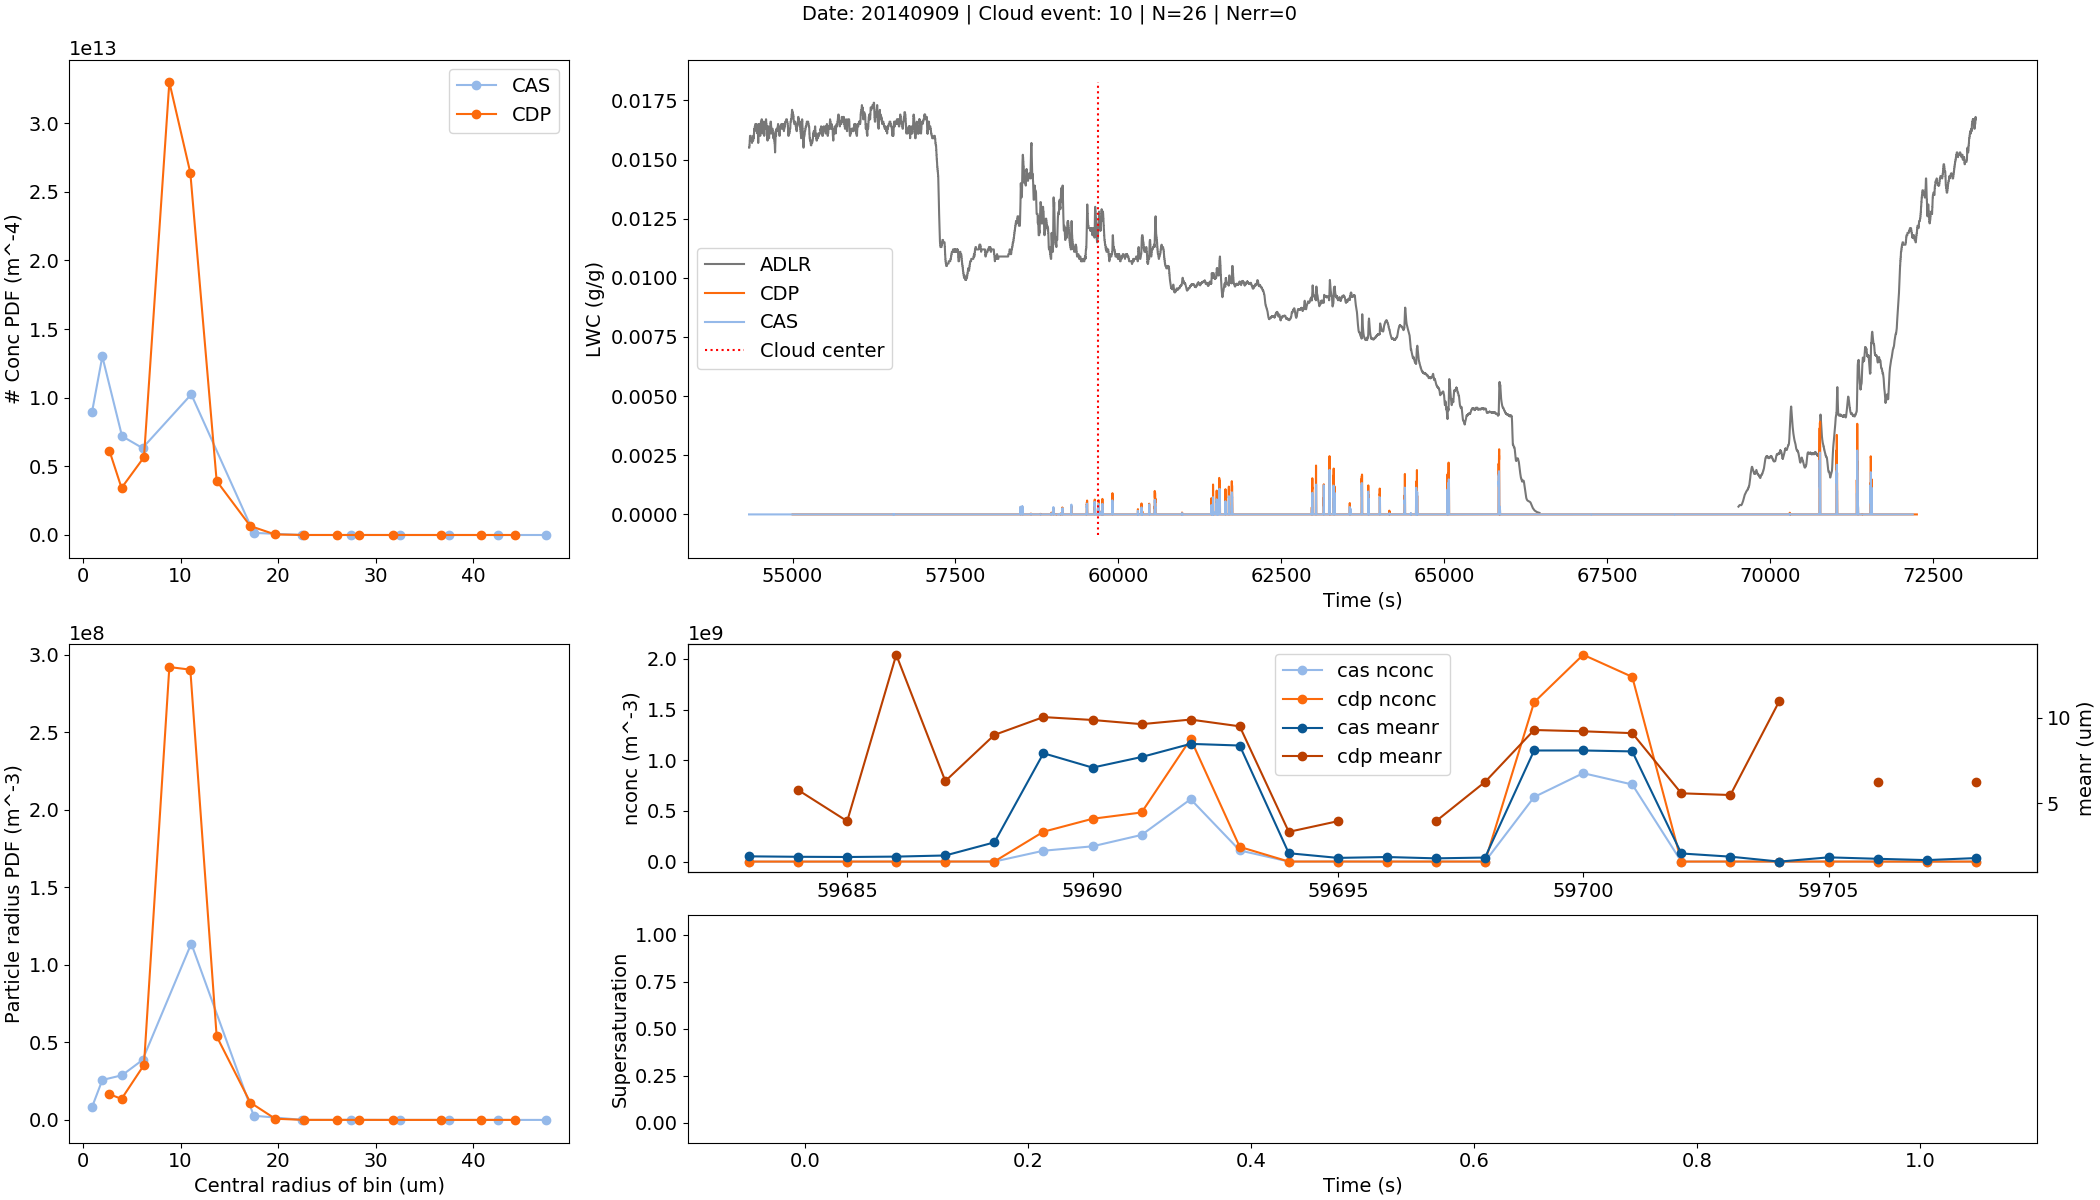 Date: 20140909 | Cloud event: 10 | N=26 | Nerr=0
1e13
# Conc PDF (m^-4)
3.0
2.5
2.0
1.5
1.0
0.5
0.0
0 10 20 30 40
CAS
CDP
LWC (g/g)
0.0175
0.0150
0.0125
0.0100
0.0075
0.0050
0.0025
0.0000
ADLR
CDP
CAS
Cloud center
55000 57500 60000 62500 65000 67500 70000 72500
Time (s)
1e8
Particle radius PDF (m^-3)
3.0
2.5
2.0
1.5
1.0
0.5
0.0
0 10 20 30 40
Central radius of bin (um)
1e9
nconc (m^-3)
2.0
1.5
1.0
0.5
0.0
cas nconc
cdp nconc
cas meanr
cdp meanr
10
5
meanr (um)
59685 59690 59695 59700 59705
Supersaturation
1.00
0.75
0.50
0.25
0.00
0.0 0.2 0.4 0.6 0.8 1.0
Time (s)